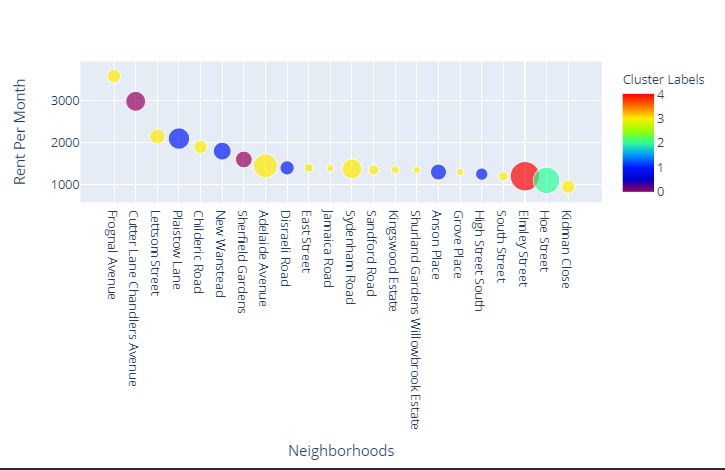 Cluster Labels
4
3
2
1
0
Rent Per Month
3000
2000
1000
Frognal Avenue
Cutter Lane Chandlers Avenue
Lettsom Street
Plaistow Lane
Childeric Road
New Wanstead
Sherfield Gardens
Adelaide Avenue
Disraeli Road
East Street
Jamaica Road
Sydenham Road
Sandford Road
Kingswood Estate
Shurland Gardens Willowbrook Estate
Anson Place
Grove Place
High Street South
South Street
Elmley Street
Hoe Street
Kidman Close
Neighborhoods